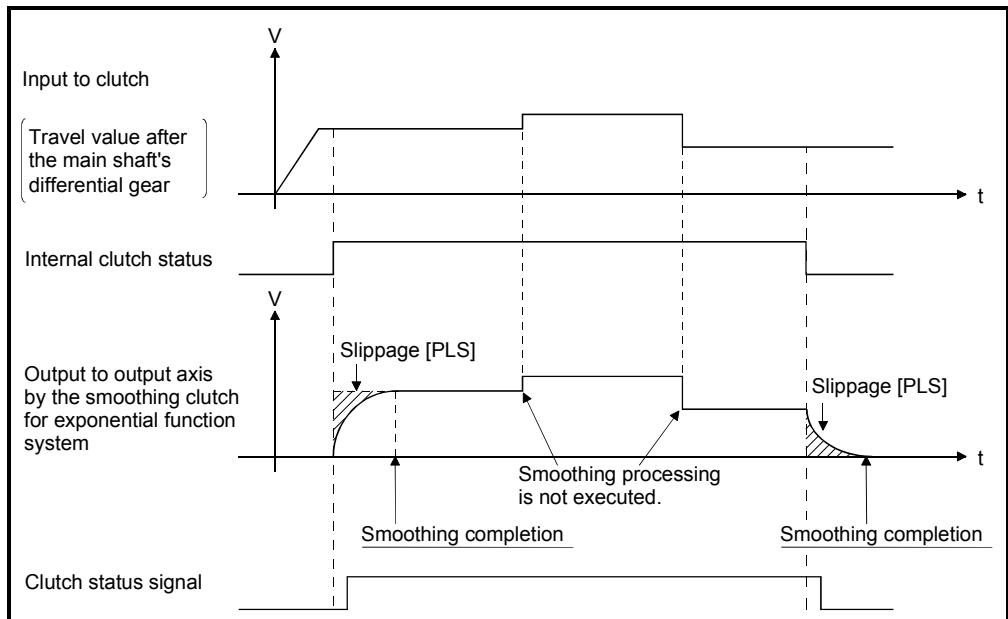 V
Input to clutch
Travel value after
the main shaft's
differential gear
t
Internal clutch status
V
Slippage [PLS]
Output to output axis
by the smoothing clutch
for exponential function
system
Slippage [PLS]
t
Smoothing processing
is not executed.
Smoothing completion
Smoothing completion
Clutch status signal